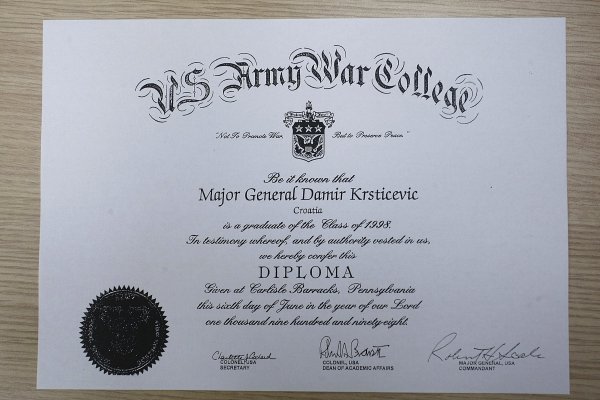 US Army War College
"Not To Promote War, But to Preserve Peace."
Be it known that
Major General Damir Krsticevic
Croatia
is a graduate of the Class of 1998.
In testimony whereof, and by authority vested in us,
we hereby confer this
DIPLOMA
Given at Carlisle Barracks, Pennsylvania
this sixth day of June in the year of our Lord
one thousand nine hundred and ninety-eight.
COLONEL, USA
SECRETARY
COLONEL, USA
DEAN OF ACADEMIC AFFAIRS
MAJOR GENERAL, USA
COMMANDANT